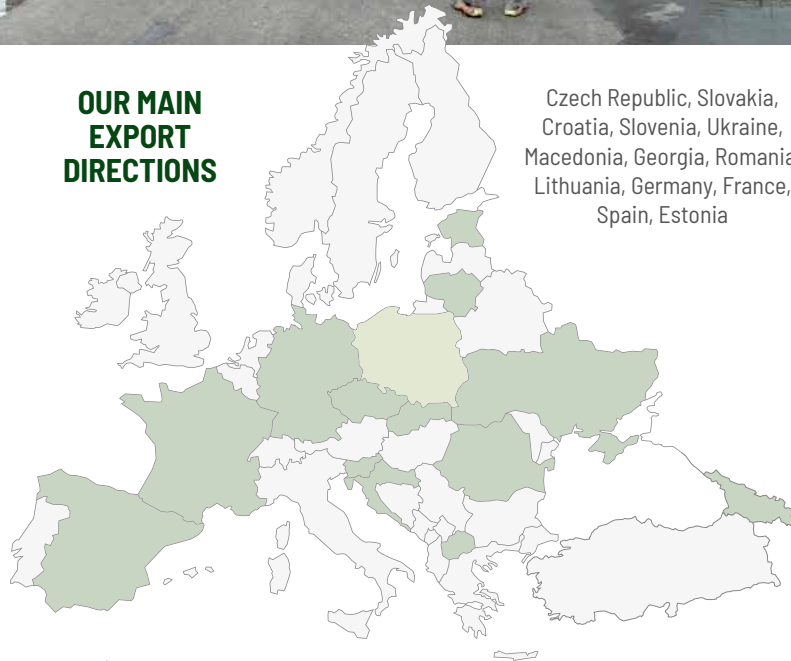 OUR MAIN
EXPORT
DIRECTIONS
Czech Republic, Slovakia,
Croatia, Slovenia, Ukraine,
Macedonia, Georgia, Romania
Lithuania, Germany, France,
Spain, Estonia